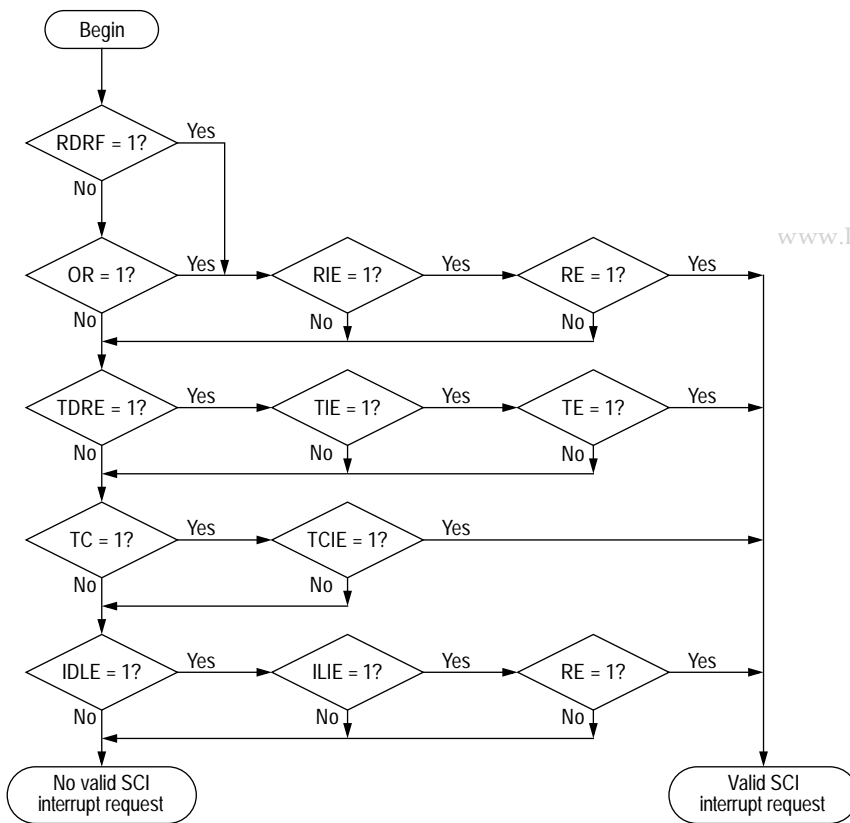 Begin
RDRF = 1?
Yes
No
www.l
OR = 1?
Yes
RIE = 1?
Yes
RE = 1?
Yes
No
No
No
TDRE = 1?
Yes
TIE = 1?
Yes
TE = 1?
Yes
No
No
No
TC = 1?
Yes
TCIE = 1?
Yes
No
No
IDLE = 1?
Yes
ILIE = 1?
Yes
RE = 1?
Yes
No
No
No
No valid SCI
interrupt request
Valid SCI
interrupt request